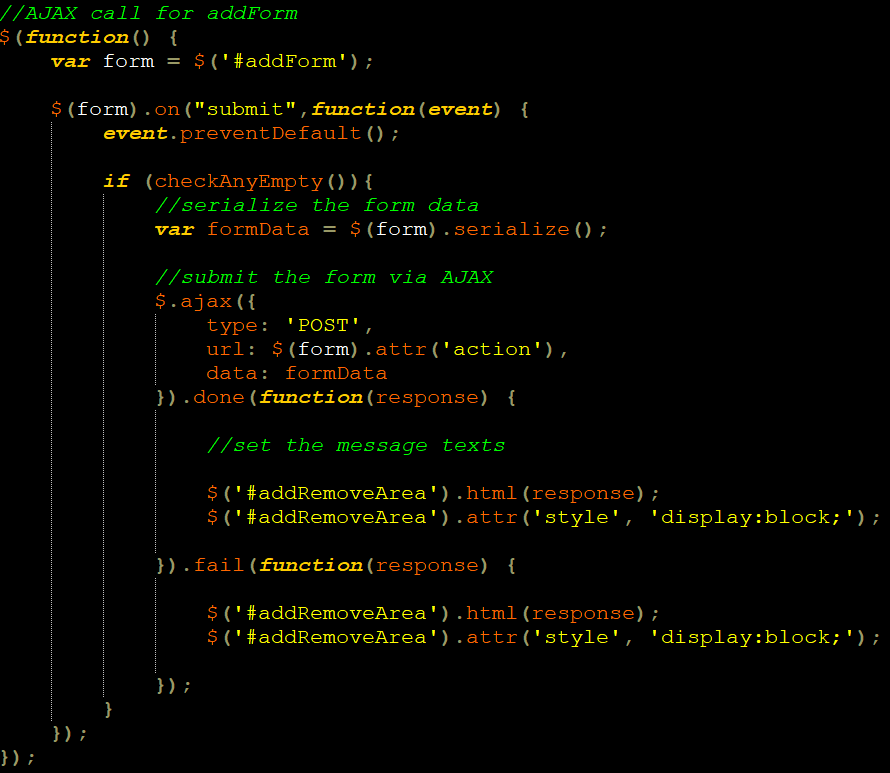 //AJAX call for addForm
$(function() {
    var form = $('#addForm');

    $(form).on("submit",function(event) {
        event.preventDefault();

        if (checkAnyEmpty()){
            //serialize the form data
            var formData = $(form).serialize();

            //submit the form via AJAX
            $.ajax({
                type: 'POST',
                url: $(form).attr('action'),
                data: formData
            }).done(function(response) {

                //set the message texts

                $('#addRemoveArea').html(response);
                $('#addRemoveArea').attr('style', 'display:block;');

            }).fail(function(response) {

                $('#addRemoveArea').html(response);
                $('#addRemoveArea').attr('style', 'display:block;');

            });
        }
    });
});